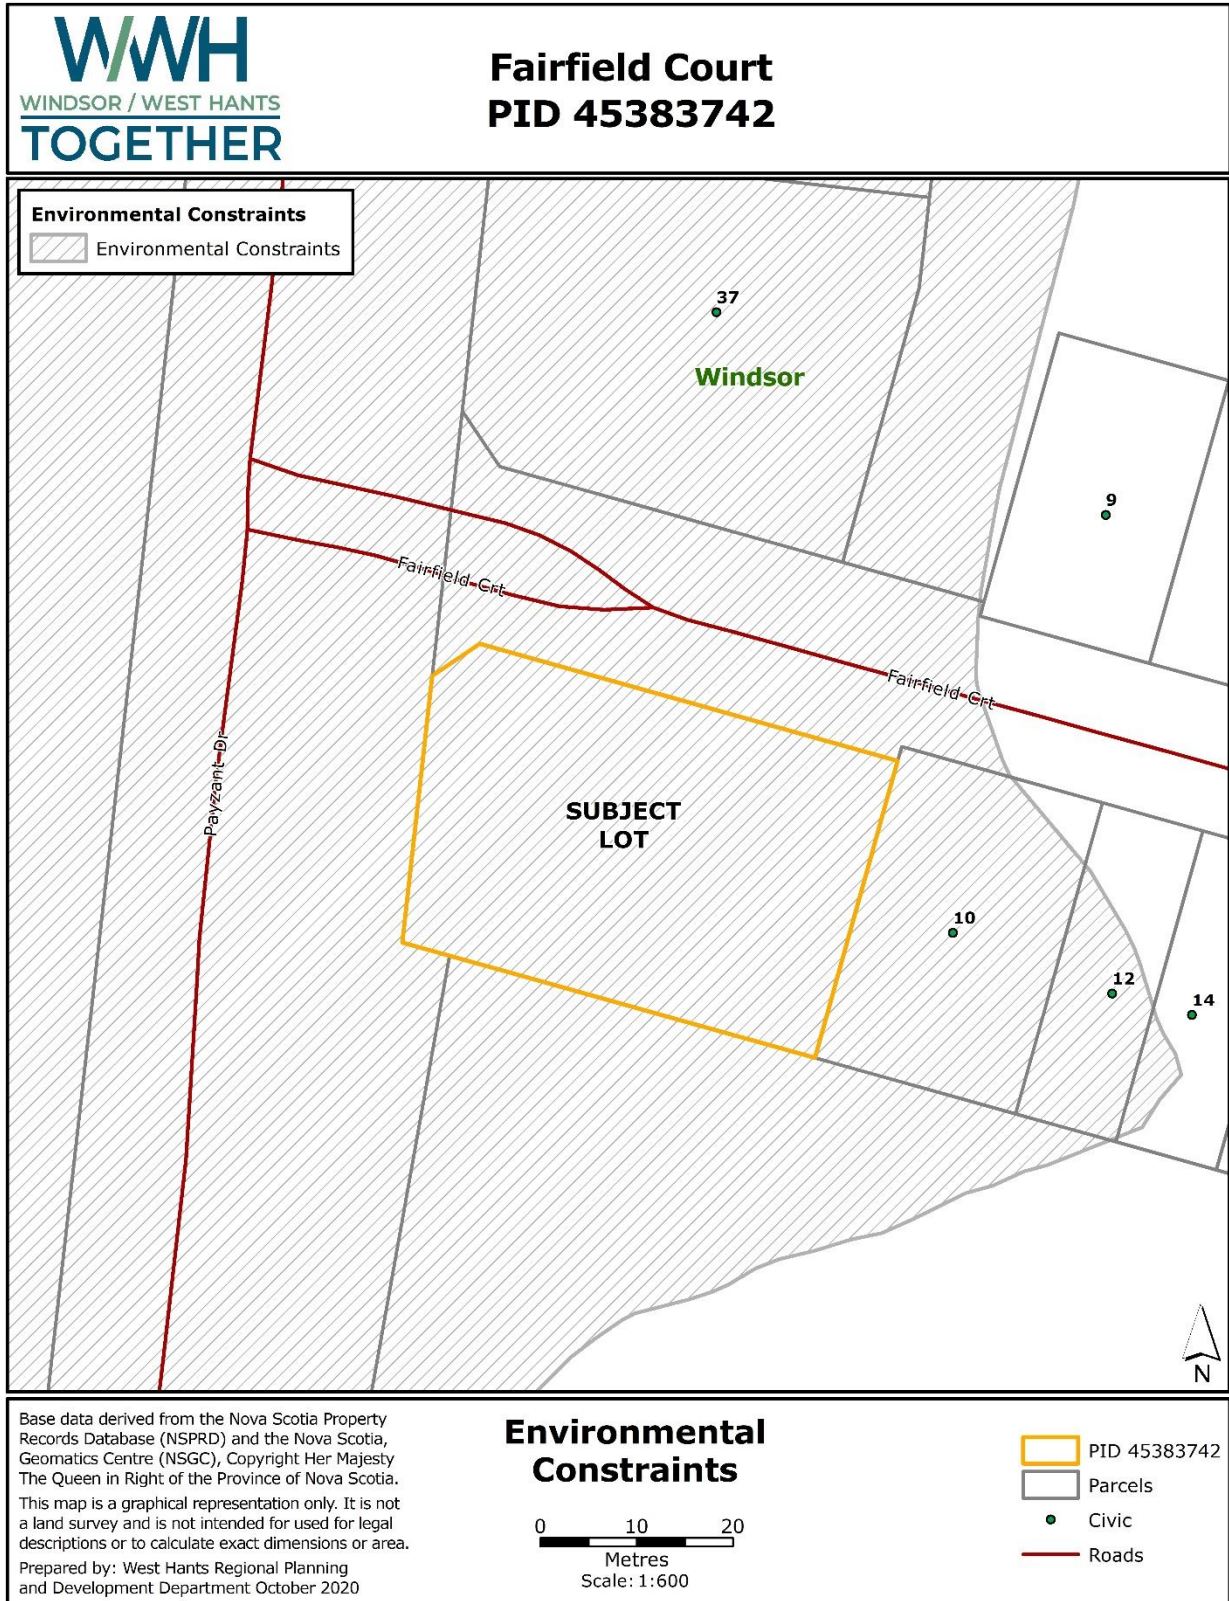 WWH
WINDSOR / WEST HANTS
TOGETHER
Fairfield Court
PID 45383742
Environmental Constraints
Environmental Constraints
37
Windsor
9
Fairfield Crt
Fairfield Crt
Payzant Dr
SUBJECT
LOT
10
12
14
N
Base data derived from the Nova Scotia Property
Records Database (NSPRD) and the Nova Scotia,
Geomatics Centre (NSGC), Copyright Her Majesty
The Queen in Right of the Province of Nova Scotia.
This map is a graphical representation only. It is not
a land survey and is not intended for used for legal
descriptions or to calculate exact dimensions or area.
Prepared by: West Hants Regional Planning
and Development Department October 2020
Environmental
Constraints
0 10 20
Metres
Scale: 1:600
PID 45383742
Parcels
Civic
Roads